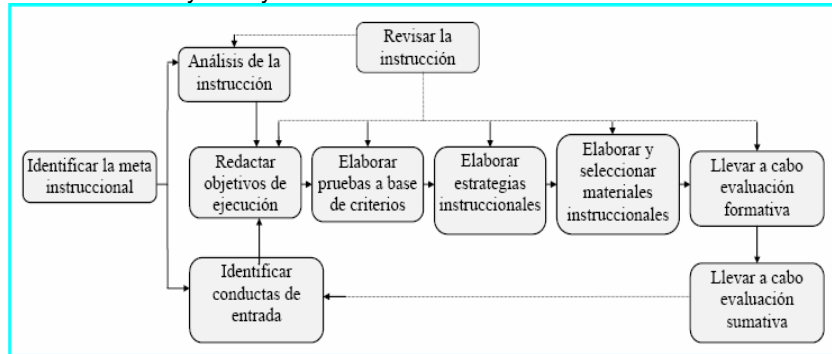 Revisar la
instrucción
Análisis de la
instrucción
Identificar la meta
instruccional
Redactar
objetivos de
ejecución
Elaborar
pruebas a base
de criterios
Elaborar
estrategias
instruccionales
Elaborar y
seleccionar
materiales
instruccionales
Llevar a cabo
evaluación
formativa
Identificar
conductas de
entrada
Llevar a cabo
evaluación
sumativa